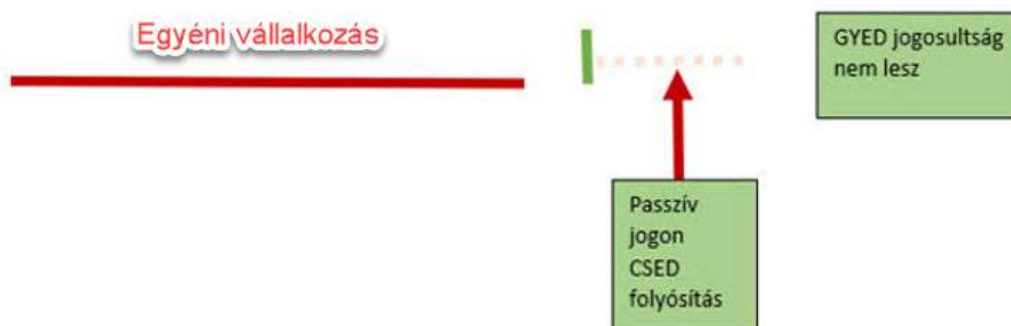 Egyéni vállalkozás
GYED jogosultság
nem lesz
Passzív
jogon
CSED
folyósítás